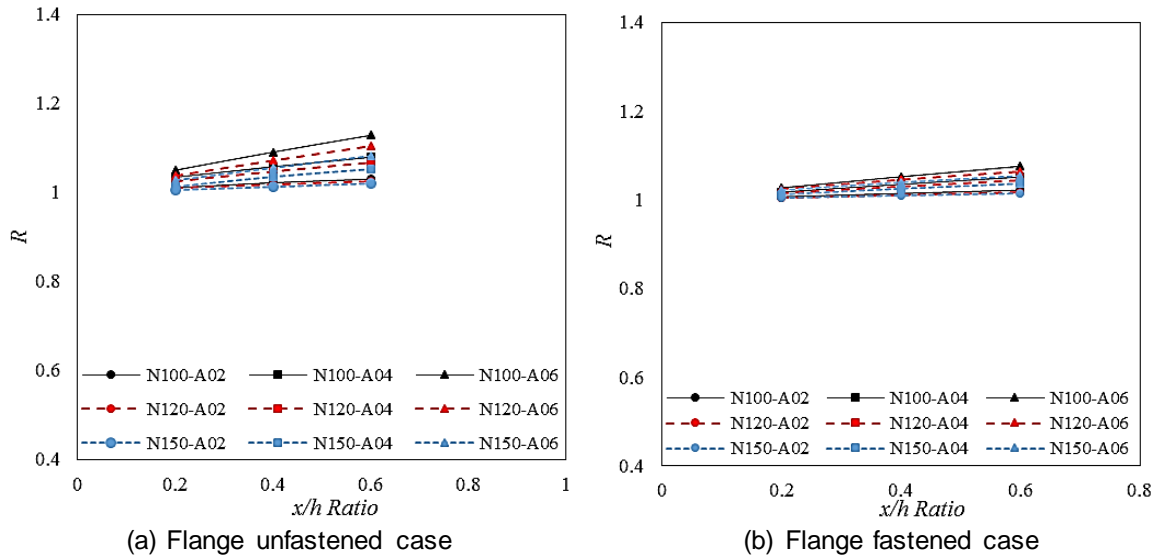 1.4
1.2
1
0.8
0.6
0.4
R
N100-A02 N100-A04 N100-A06
N120-A02 N120-A04 N120-A06
N150-A02 N150-A04 N150-A06
0 0.2 0.4 0.6 0.8 1
x/h Ratio
(a) Flange unfastened case
1.4
1.2
1
0.8
0.6
0.4
R
N100-A02 N100-A04 N100-A06
N120-A02 N120-A04 N120-A06
N150-A02 N150-A04 N150-A06
0 0.2 0.4 0.6 0.8
x/h Ratio
(b) Flange fastened case